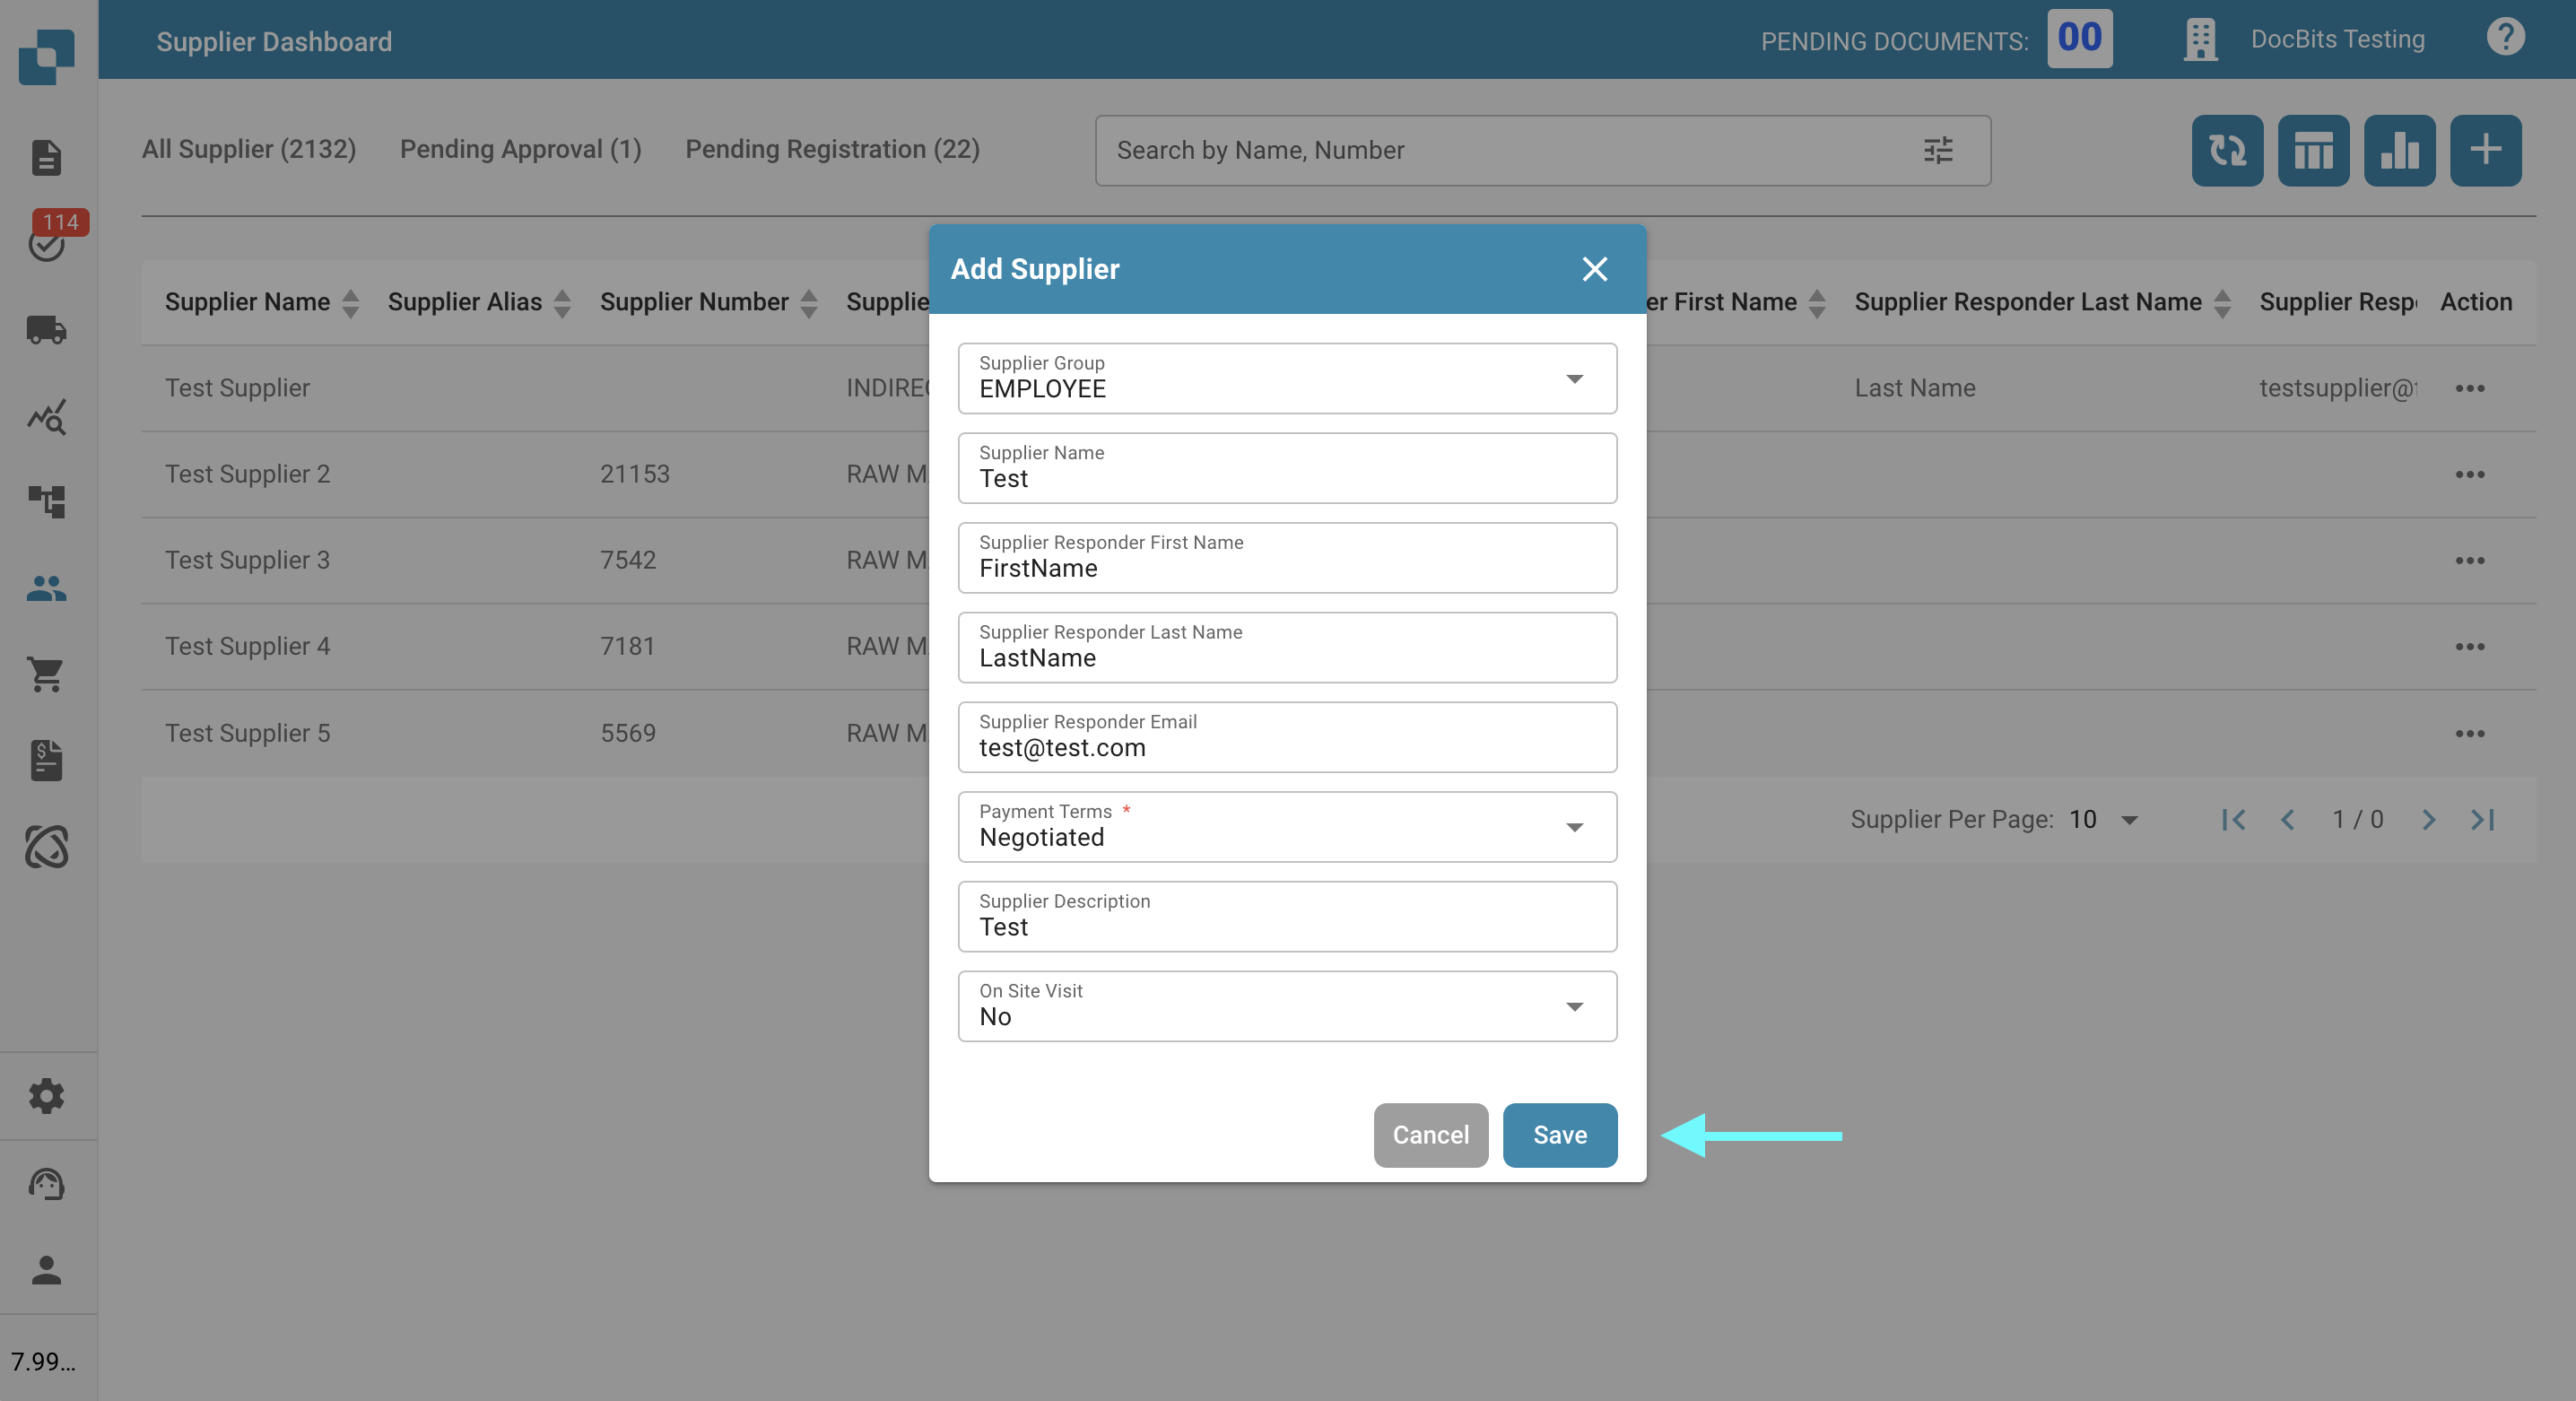 Supplier Dashboard
PENDING DOCUMENTS: 00
DocBits Testing
?
All Supplier (2132) Pending Approval (1) Pending Registration (22)
Search by Name, Number
114
Supplier Name Supplier Alias Supplier Number Supplie er First Name Supplier Responder Last Name Supplier Resp Action
Test Supplier INDIREC Last Name testsupplier@
Test Supplier 2 21153 RAW M
Test Supplier 3 7542 RAW M
Test Supplier 4 7181 RAW M
Test Supplier 5 5569 RAW M
Supplier Per Page: 10 1 / 0
Add Supplier
Supplier Group
EMPLOYEE
Supplier Name
Test
Supplier Responder First Name
FirstName
Supplier Responder Last Name
LastName
Supplier Responder Email
test@test.com
Payment Terms *
Negotiated
Supplier Description
Test
On Site Visit
No
Cancel Save
7.99...